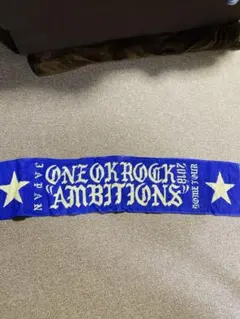 JAPAN
ONE OK ROCK
"AMBITIONS"
2018
DOME TOUR